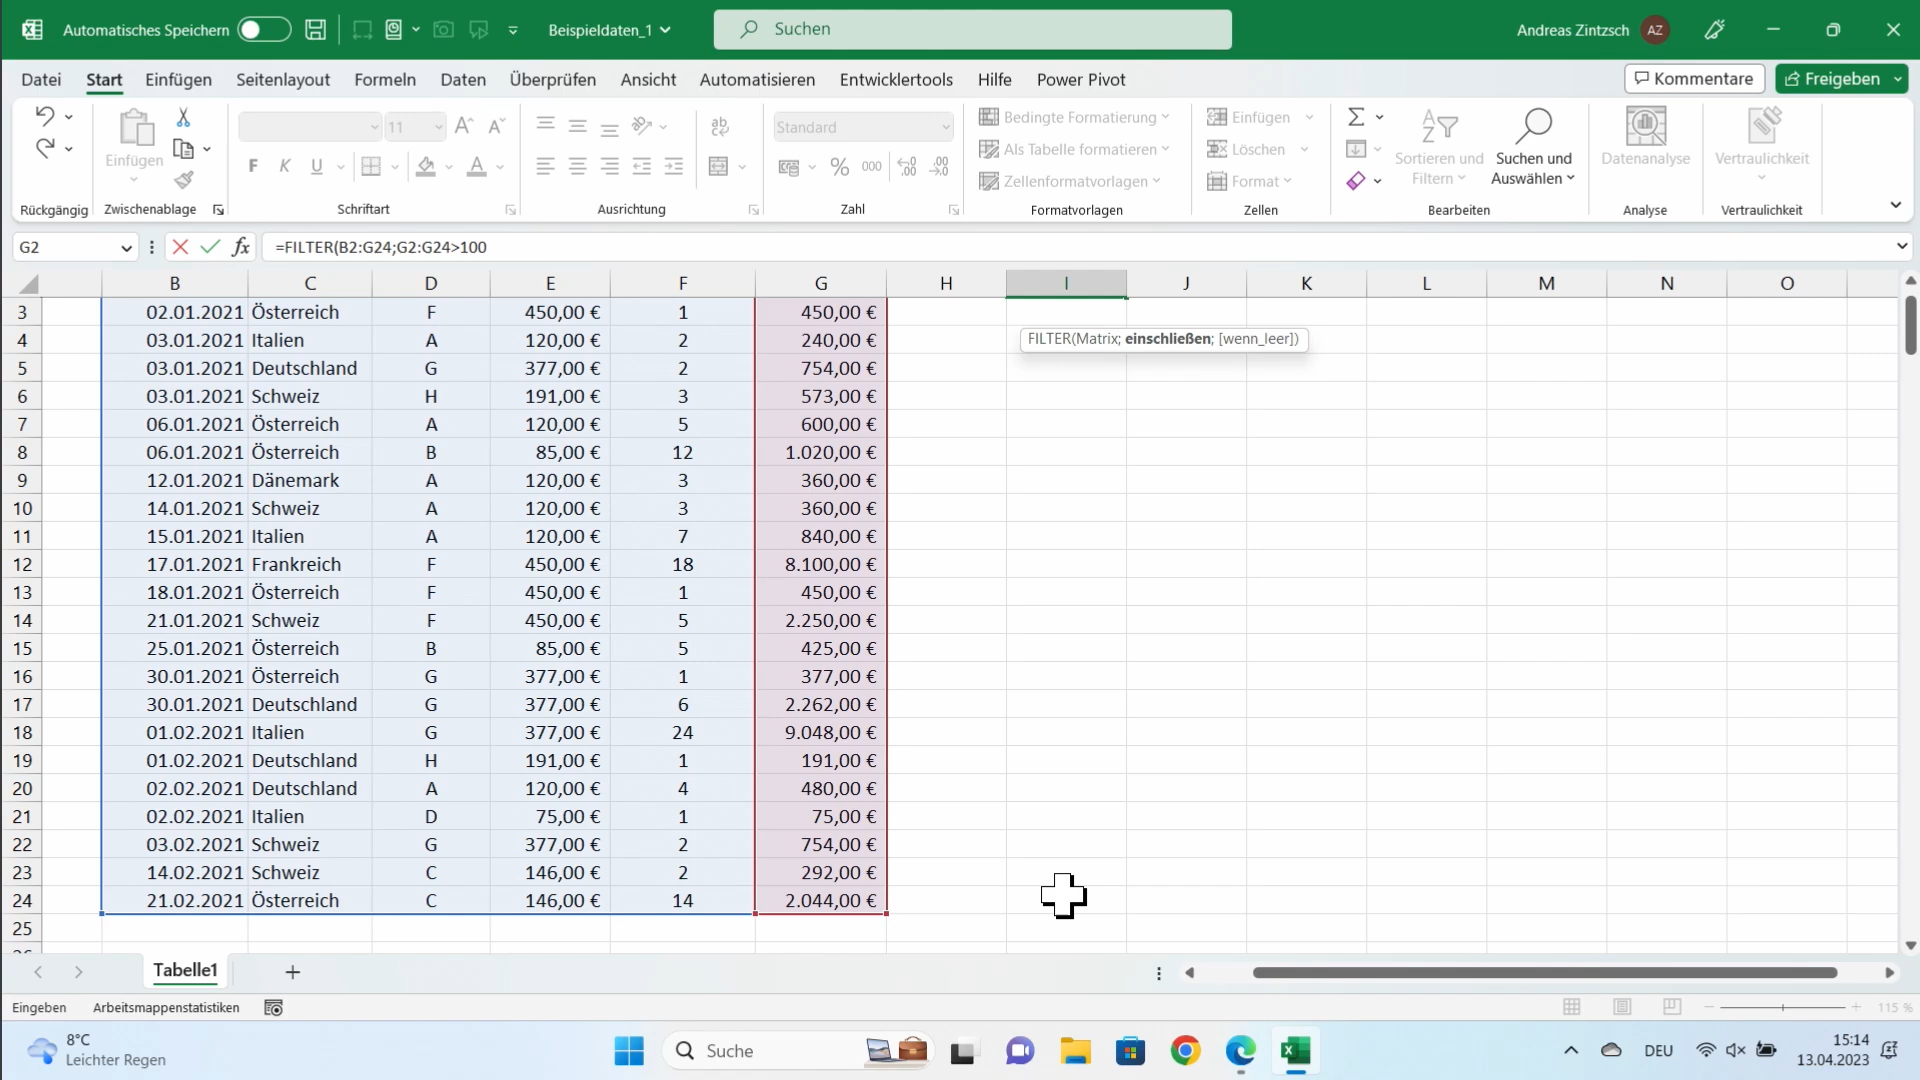 Automatisches Speichern
Beispieldaten_1
Suchen
Andreas Zintzsch
AZ
Datei Start Einfügen Seitenlayout Formeln Daten Überprüfen Ansicht Automatisieren Entwicklertools Hilfe Power Pivot
Kommentare
Freigeben
Einfügen
11
F K U
ab
Standard
% 000
Bedingte Formatierung
Als Tabelle formatieren
Zellenformatvorlagen
Einfügen
Löschen
Format
Sortieren und Filtern
Suchen und Auswählen
Datenanalyse
Vertraulichkeit
Rückgängig Zwischenablage Schriftart Ausrichtung Zahl Formatvorlagen Zellen Bearbeiten Analyse Vertraulichkeit
G2
fx
=FILTER(B2:G24;G2:G24>100
B C D E F G H I J K L M N O
3 02.01.2021 Österreich F 450,00 € 1 450,00 €
FILTER(Matrix; einschließen; [wenn_leer])
4 03.01.2021 Italien A 120,00 € 2 240,00 €
5 03.01.2021 Deutschland G 377,00 € 2 754,00 €
6 03.01.2021 Schweiz H 191,00 € 3 573,00 €
7 06.01.2021 Österreich A 120,00 € 5 600,00 €
8 06.01.2021 Österreich B 85,00 € 12 1.020,00 €
9 12.01.2021 Dänemark A 120,00 € 3 360,00 €
10 14.01.2021 Schweiz A 120,00 € 3 360,00 €
11 15.01.2021 Italien A 120,00 € 7 840,00 €
12 17.01.2021 Frankreich F 450,00 € 18 8.100,00 €
13 18.01.2021 Österreich F 450,00 € 1 450,00 €
14 21.01.2021 Schweiz F 450,00 € 5 2.250,00 €
15 25.01.2021 Österreich B 85,00 € 5 425,00 €
16 30.01.2021 Österreich G 377,00 € 1 377,00 €
17 30.01.2021 Deutschland G 377,00 € 6 2.262,00 €
18 01.02.2021 Italien G 377,00 € 24 9.048,00 €
19 01.02.2021 Deutschland H 191,00 € 1 191,00 €
20 02.02.2021 Deutschland A 120,00 € 4 480,00 €
21 02.02.2021 Italien D 75,00 € 1 75,00 €
22 03.02.2021 Schweiz G 377,00 € 2 754,00 €
23 14.02.2021 Schweiz C 146,00 € 2 292,00 €
24 21.02.2021 Österreich C 146,00 € 14 2.044,00 €
25
Tabelle1
Eingeben Arbeitsmappenstatistiken
115 %
8°C
Leichter Regen
Suche
DEU
15:14
13.04.2023